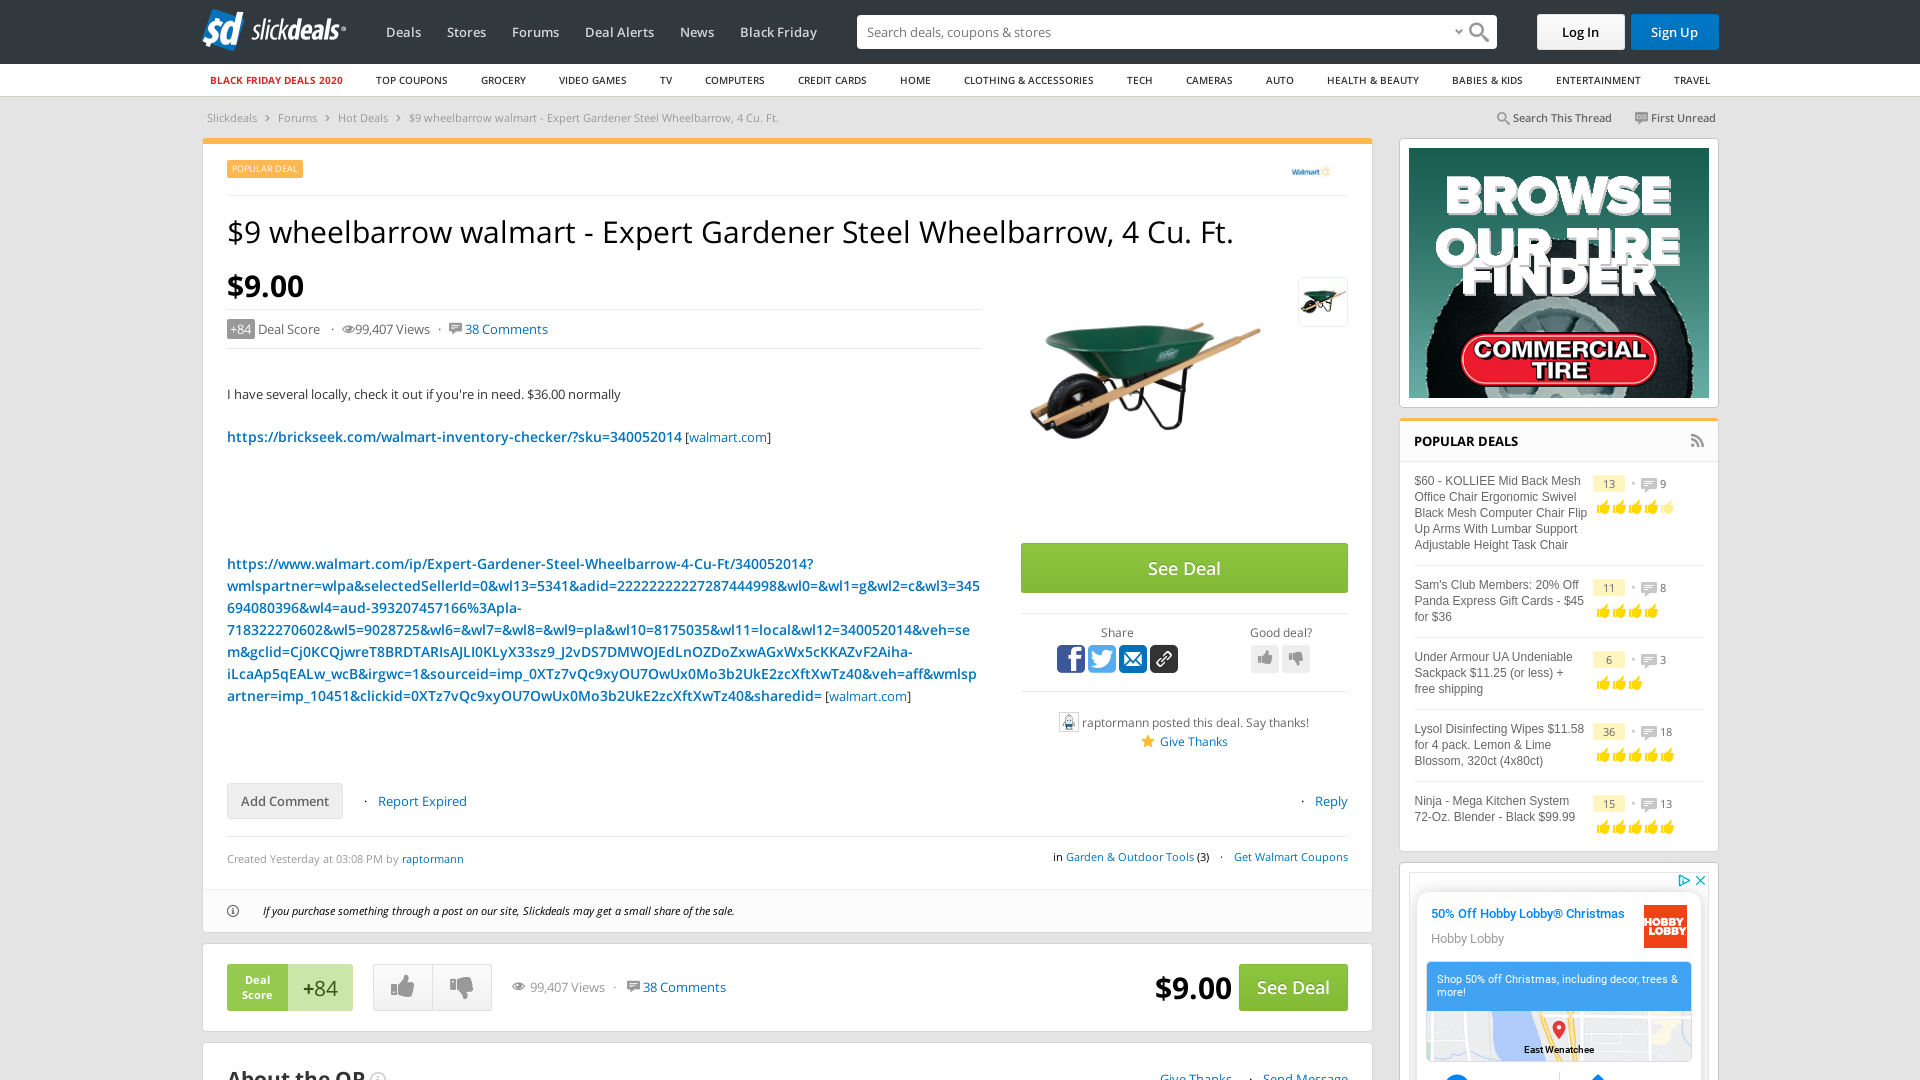 $d slickdeals Deals Stores Forums Deal Alerts News Black Friday Search deals, coupons & stores Log In Sign Up
BLACK FRIDAY DEALS 2020 TOP COUPONS GROCERY VIDEO GAMES TV COMPUTERS CREDIT CARDS HOME CLOTHING & ACCESSORIES TECH CAMERAS AUTO HEALTH & BEAUTY BABIES & KIDS ENTERTAINMENT TRAVEL
Slickdeals › Forums › Hot Deals › $9 wheelbarrow walmart - Expert Gardener Steel Wheelbarrow, 4 Cu. Ft. Search This Thread First Unread
POPULAR DEAL Walmart
$9 wheelbarrow walmart - Expert Gardener Steel Wheelbarrow, 4 Cu. Ft.
$9.00
+84 Deal Score · 99,407 Views · 38 Comments
I have several locally, check it out if you're in need. $36.00 normally
https://brickseek.com/walmart-inventory-checker/?sku=340052014 [walmart.com]
https://www.walmart.com/ip/Expert-Gardener-Steel-Wheelbarrow-4-Cu-Ft/340052014?
wmlspartner=wlpa&selectedSellerId=0&wl13=5341&adid=22222222227287444998&wl0=&wl1=g&wl2=c&wl3=345
694080396&wl4=aud-393207457166%3Apla-
718322270602&wl5=9028725&wl6=&wl7=&wl8=&wl9=pla&wl10=8175035&wl11=local&wl12=340052014&veh=se
m&gclid=Cj0KCQjwreT8BRDTARIsAJLI0KLyX33sz9_J2vDS7DMWOJEdLnOZDoZxwAGxWx5cKKAZvF2Aiha-
iLcaAp5qEALw_wcB&irgwc=1&sourceid=imp_0XTz7vQc9xyOU7OwUx0Mo3b2UkE2zcXftXwTz40&veh=aff&wmlsp
artner=imp_10451&clickid=0XTz7vQc9xyOU7OwUx0Mo3b2UkE2zcXftXwTz40&sharedid= [walmart.com]
See Deal
Share Good deal?
raptormann posted this deal. Say thanks!
Give Thanks
Add Comment · Report Expired · Reply
Created Yesterday at 03:08 PM by raptormann in Garden & Outdoor Tools (3) · Get Walmart Coupons
If you purchase something through a post on our site, Slickdeals may get a small share of the sale.
Deal
Score +84 99,407 Views · 38 Comments $9.00 See Deal
About the OP Give Thanks · Send Message
BROWSE
OUR TIRE
FINDER
COMMERCIAL
TIRE
POPULAR DEALS
$60 - KOLLIEE Mid Back Mesh
Office Chair Ergonomic Swivel
Black Mesh Computer Chair Flip
Up Arms With Lumbar Support
Adjustable Height Task Chair
13 • 9
Sam's Club Members: 20% Off
Panda Express Gift Cards - $45
for $36
11 • 8
Under Armour UA Undeniable
Sackpack $11.25 (or less) +
free shipping
6 • 3
Lysol Disinfecting Wipes $11.58
for 4 pack. Lemon & Lime
Blossom, 320ct (4x80ct)
36 • 18
Ninja - Mega Kitchen System
72-Oz. Blender - Black $99.99
15 • 13
50% Off Hobby Lobby® Christmas
Hobby Lobby
HOBBY
LOBBY
Shop 50% off Christmas, including decor, trees &
more!
East Wenatchee